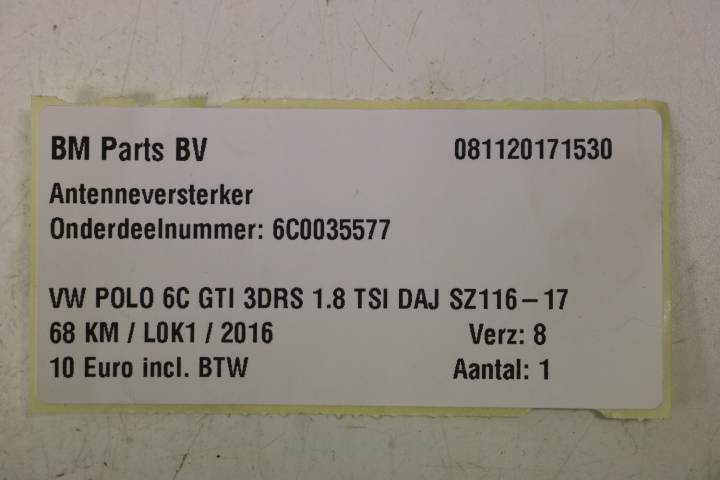 BM Parts BV 081120171530
Antenneversterker
Onderdeelnummer: 6C0035577
VW POLO 6C GTI 3DRS 1.8 TSI DAJ SZ116-17
68 KM / L0K1 / 2016 Verz: 8
10 Euro incl. BTW Aantal: 1